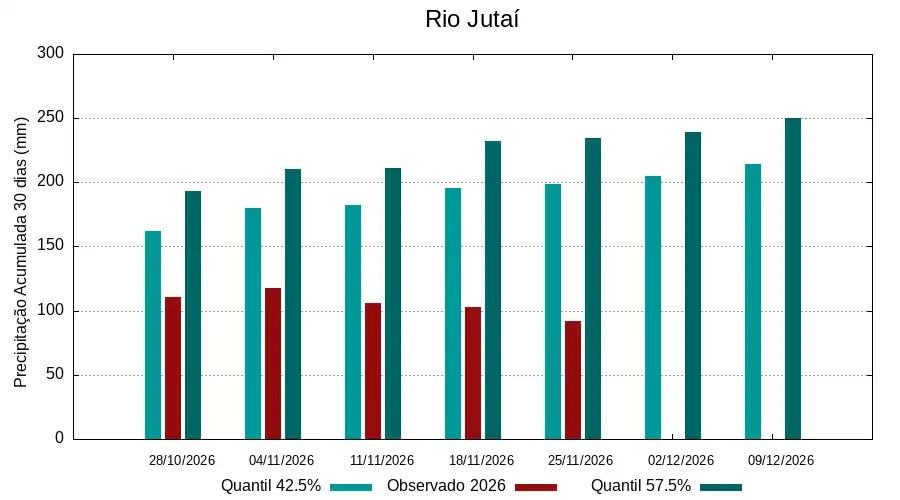 Rio Jutaí
Precipitação Acumulada 30 dias (mm)
300
250
200
150
100
50
0
28/10/2026 04/11/2026 11/11/2026 18/11/2026 25/11/2026 02/12/2026 09/12/2026
Quantil 42.5% Observado 2026 Quantil 57.5%